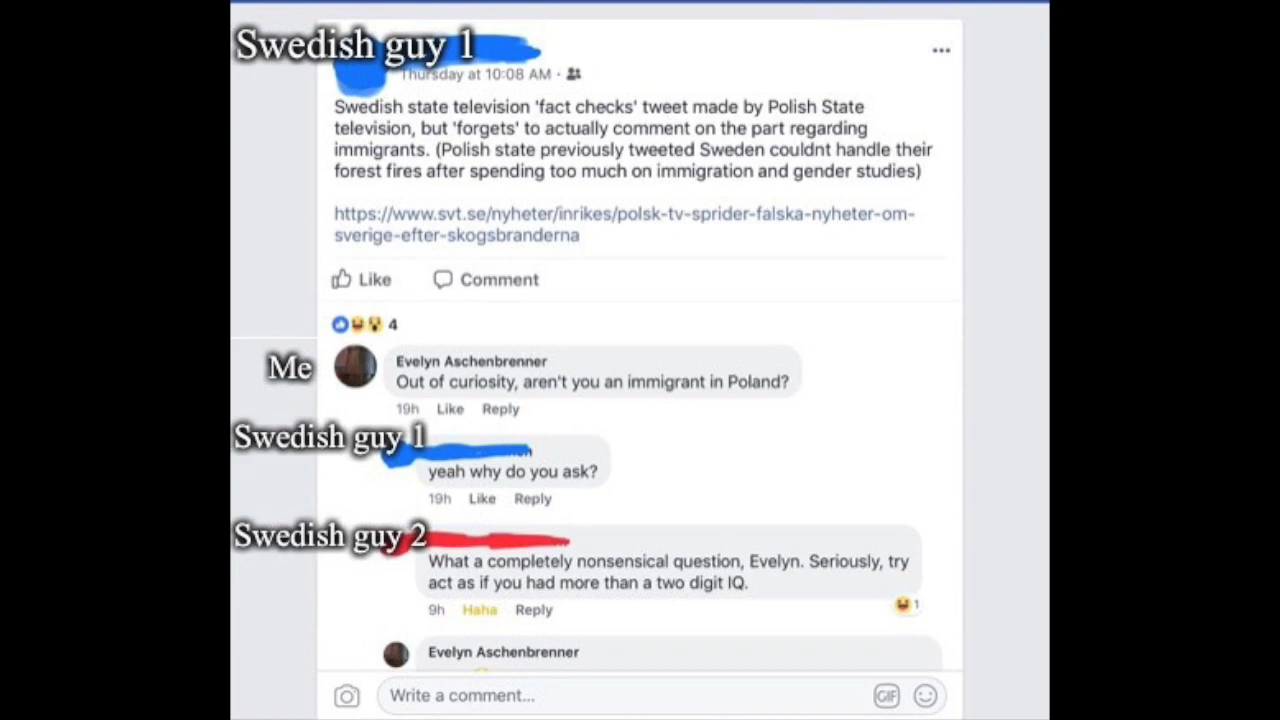 Swedish guy 1
Thursday at 10:08 AM ·
Swedish state television 'fact checks' tweet made by Polish State
television, but 'forgets' to actually comment on the part regarding
immigrants. (Polish state previously tweeted Sweden couldnt handle their
forest fires after spending too much on immigration and gender studies)
https://www.svt.se/nyheter/inrikes/polsk-tv-sprider-falska-nyheter-om-
sverige-efter-skogsbranderna
Like Comment
4
Me
Evelyn Aschenbrenner
Out of curiosity, aren't you an immigrant in Poland?
19h Like Reply
Swedish guy 1
yeah why do you ask?
19h Like Reply
Swedish guy 2
What a completely nonsensical question, Evelyn. Seriously, try
act as if you had more than a two digit IQ.
9h Haha Reply
1
Evelyn Aschenbrenner
Write a comment...
GIF